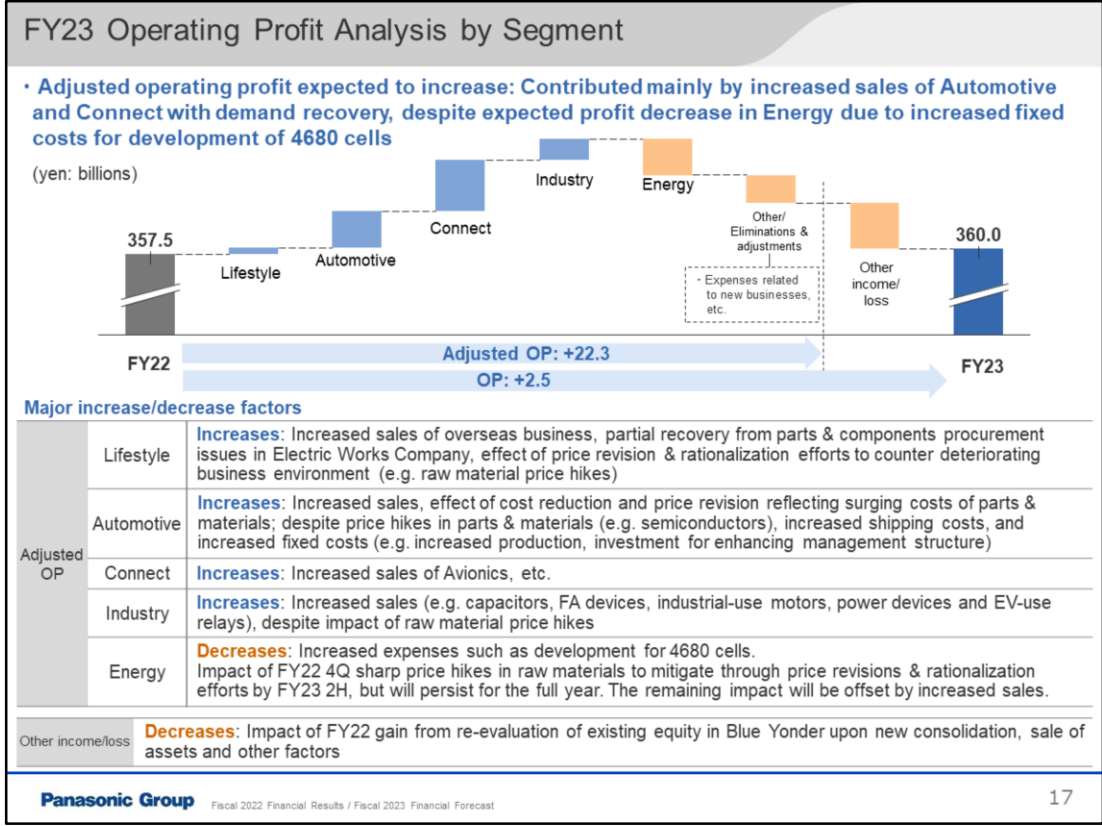 FY23 Operating Profit Analysis by Segment
・Adjusted operating profit expected to increase: Contributed mainly by increased sales of Automotive
and Connect with demand recovery, despite expected profit decrease in Energy due to increased fixed
costs for development of 4680 cells
(yen: billions)
357.5
Lifestyle
Automotive
Connect
Industry
Energy
Other/
Eliminations &
adjustments
・Expenses related
to new businesses,
etc.
Other
income/
loss
360.0
FY22
Adjusted OP: +22.3
OP: +2.5
FY23
Major increase/decrease factors
Adjusted
OP
Lifestyle
Increases: Increased sales of overseas business, partial recovery from parts & components procurement
issues in Electric Works Company, effect of price revision & rationalization efforts to counter deteriorating
business environment (e.g. raw material price hikes)
Automotive
Increases: Increased sales, effect of cost reduction and price revision reflecting surging costs of parts &
materials; despite price hikes in parts & materials (e.g. semiconductors), increased shipping costs, and
increased fixed costs (e.g. increased production, investment for enhancing management structure)
Connect
Increases: Increased sales of Avionics, etc.
Industry
Increases: Increased sales (e.g. capacitors, FA devices, industrial-use motors, power devices and EV-use
relays), despite impact of raw material price hikes
Energy
Decreases: Increased expenses such as development for 4680 cells.
Impact of FY22 4Q sharp price hikes in raw materials to mitigate through price revisions & rationalization
efforts by FY23 2H, but will persist for the full year. The remaining impact will be offset by increased sales.
Other income/loss
Decreases: Impact of FY22 gain from re-evaluation of existing equity in Blue Yonder upon new consolidation, sale of
assets and other factors
Panasonic Group
Fiscal 2022 Financial Results / Fiscal 2023 Financial Forecast
17